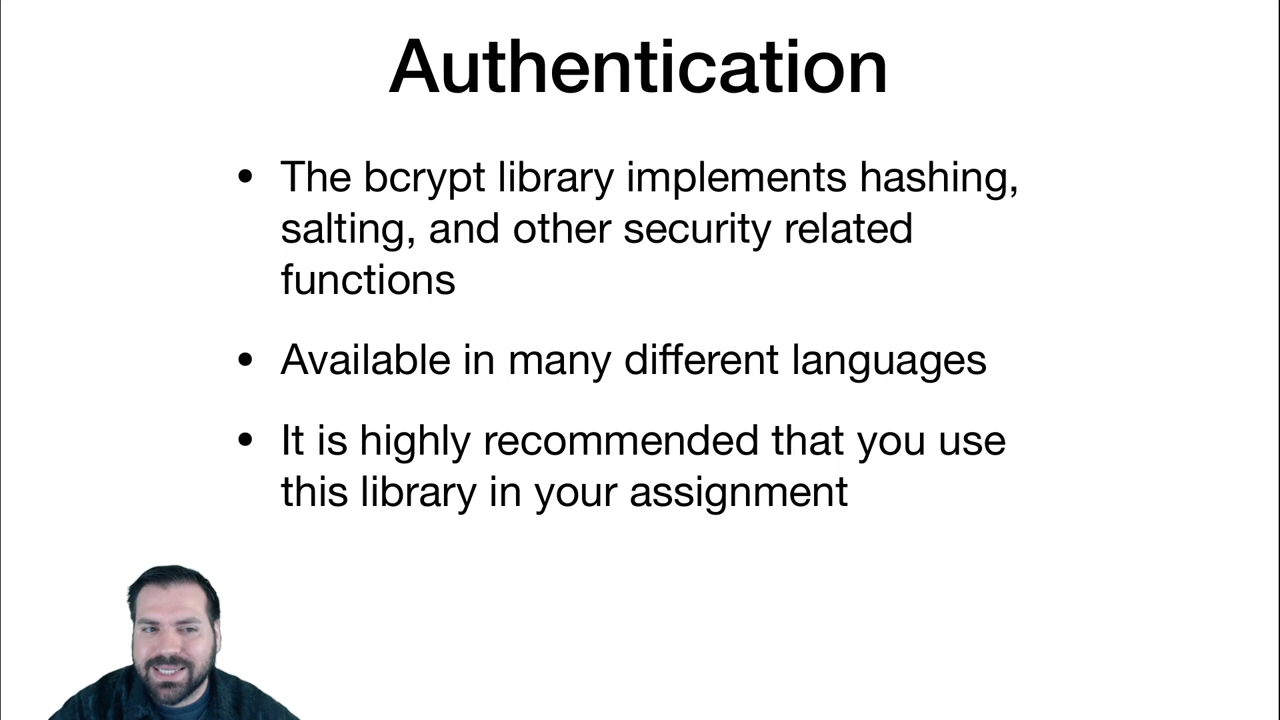 Authentication
• The bcrypt library implements hashing,
salting, and other security related
functions
• Available in many different languages
• It is highly recommended that you use
this library in your assignment